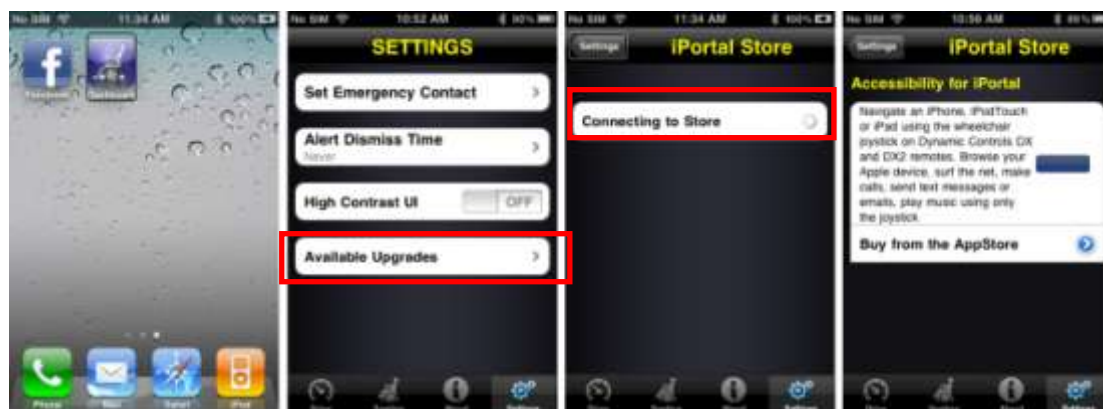 No SIM 11:34 AM 100%
Facebook
Phone Mail Safari iPod
No SIM 10:52 AM 90%
SETTINGS
Set Emergency Contact
Alert Dismiss Time
Never
High Contrast UI OFF
Available Upgrades
Settings
No SIM 11:34 AM 100%
Settings iPortal Store
Connecting to Store
Settings
No SIM 10:56 AM
Settings iPortal Store
Accessibility for iPortal
Navigate an iPhone, iPodTouch
or iPad using the wheelchair
joystick on Dynamic Controls DX
and DX2 remotes. Browse your
Apple device, surf the net, make
calls, send text messages or
emails, play music using only
the joystick
Buy from the AppStore